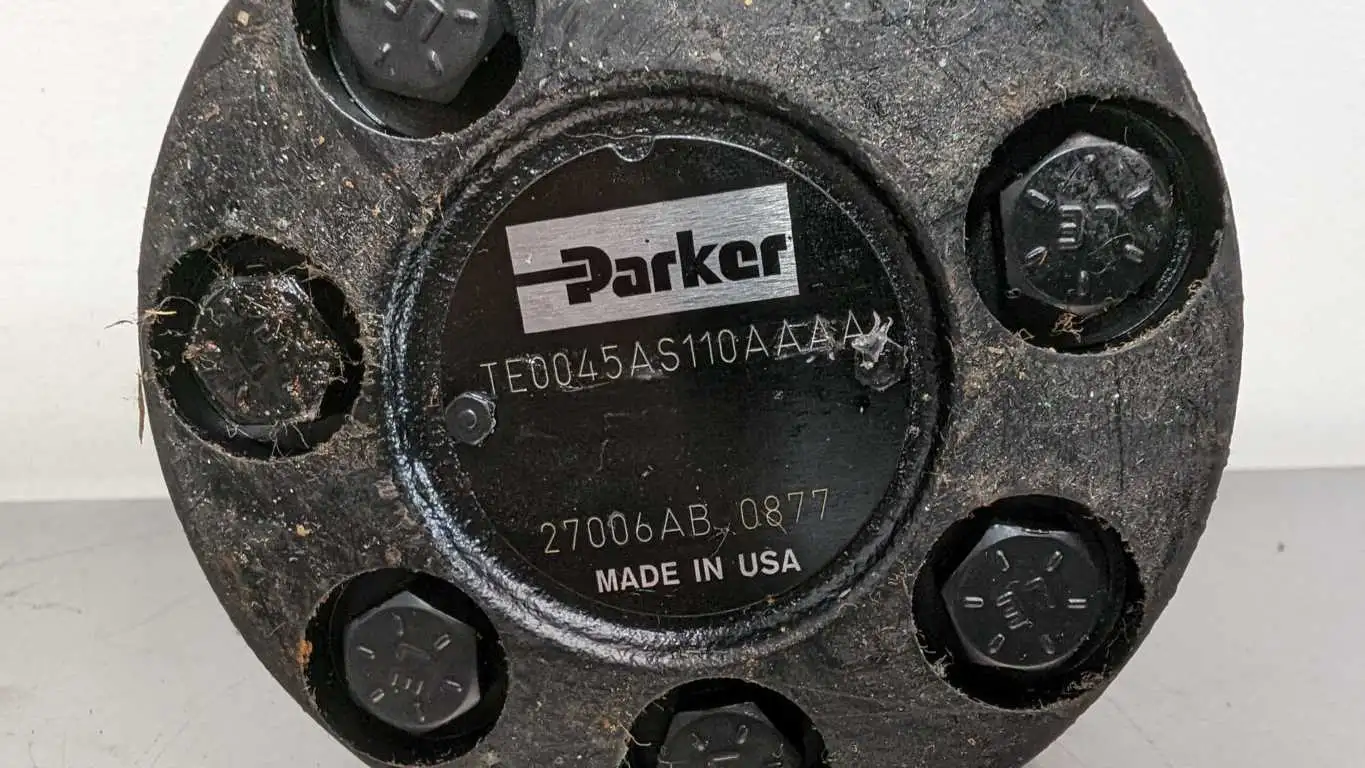 Parker
TE0045AS110AAAA
27006AB 0877
MADE IN USA